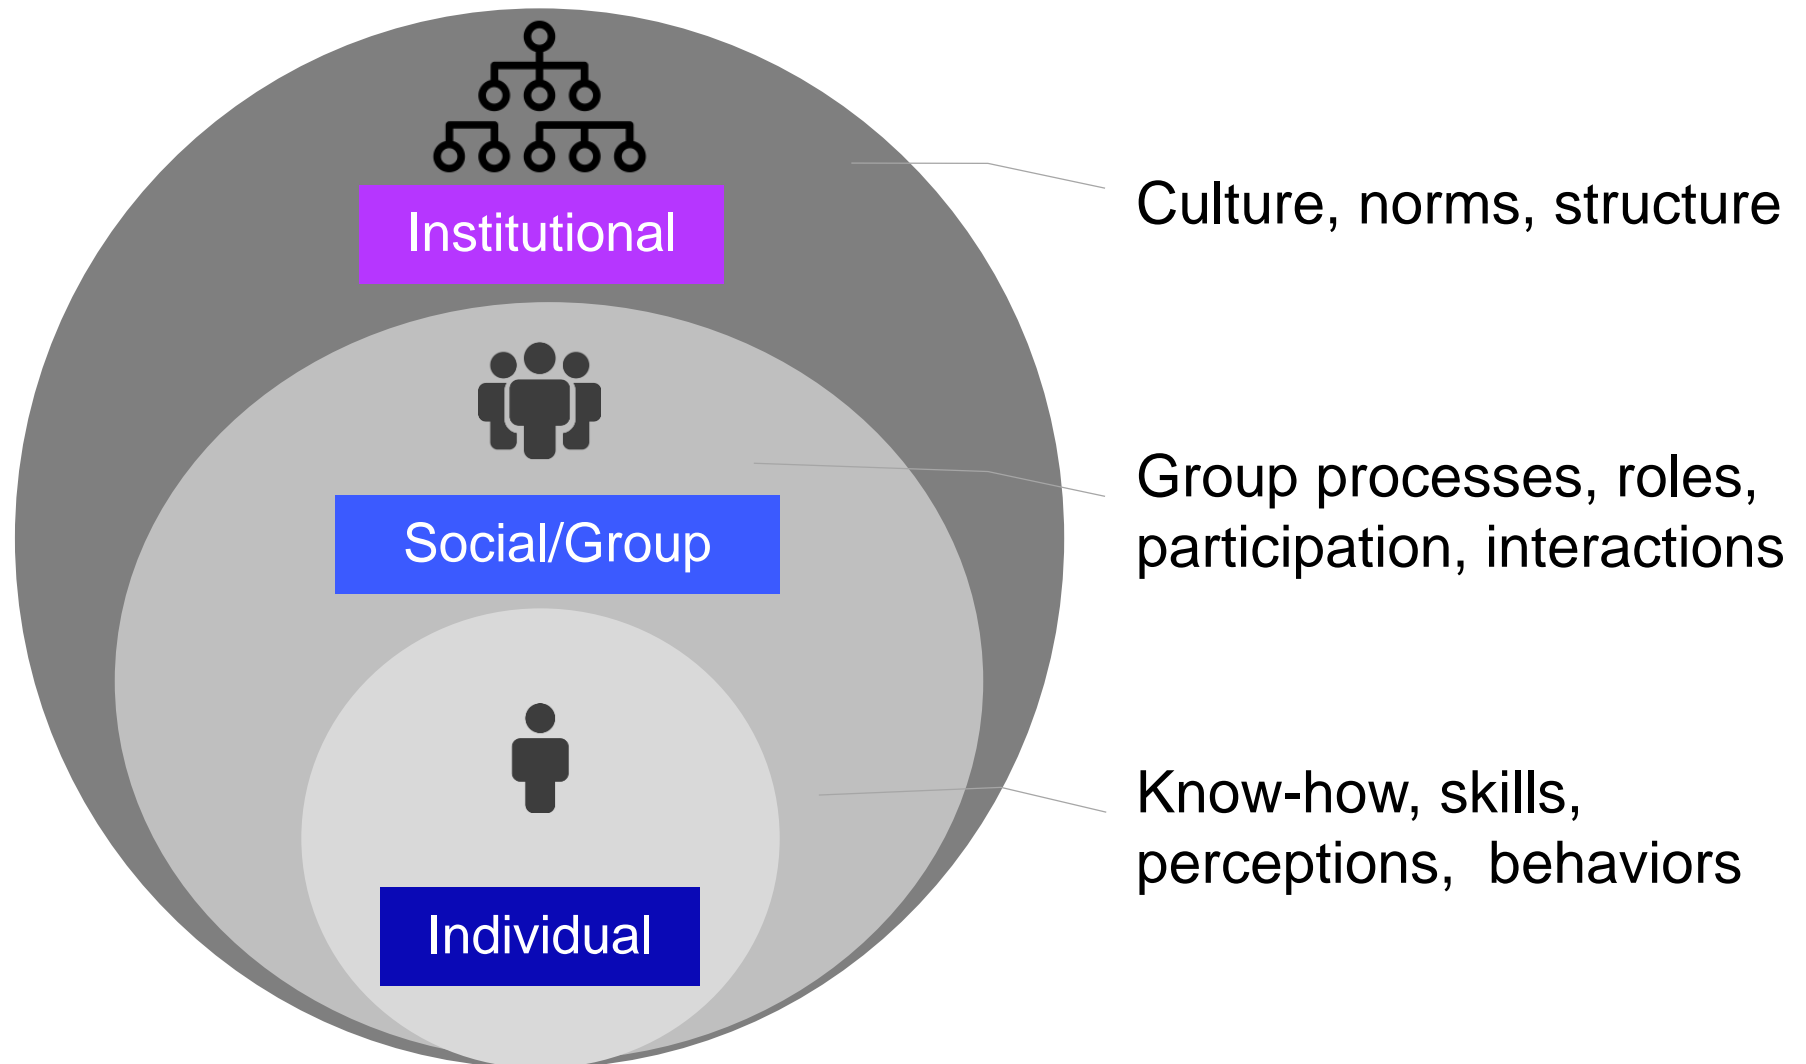 Institutional
Culture, norms, structure
Social/Group
Group processes, roles,
participation, interactions
Individual
Know-how, skills,
perceptions,  behaviors